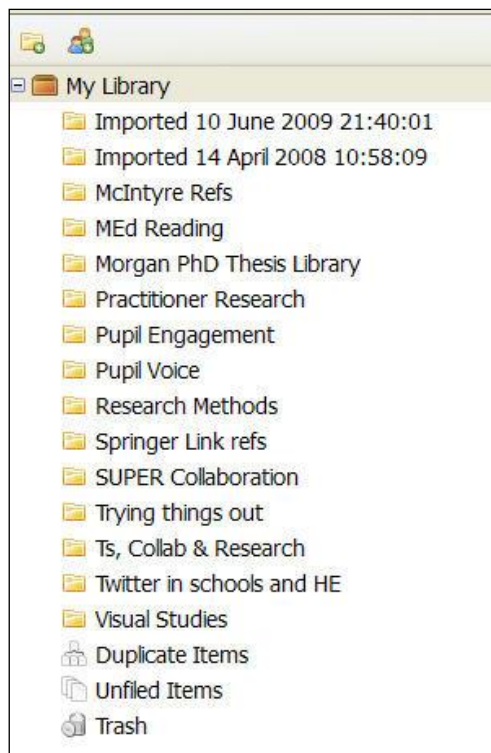 My Library
Imported 10 June 2009 21:40:01
Imported 14 April 2008 10:58:09
McIntyre Refs
MEd Reading
Morgan PhD Thesis Library
Practitioner Research
Pupil Engagement
Pupil Voice
Research Methods
Springer Link refs
SUPER Collaboration
Trying things out
Ts, Collab & Research
Twitter in schools and HE
Visual Studies
Duplicate Items
Unfiled Items
Trash